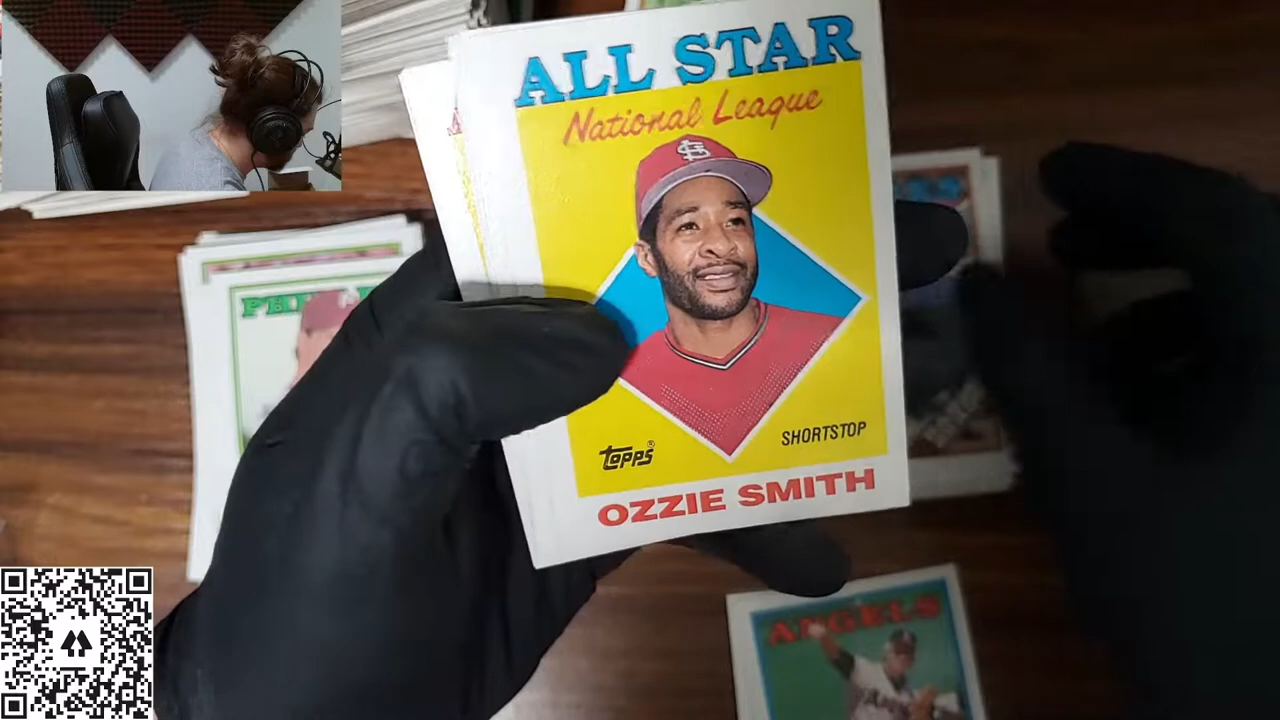 ALL STAR
National League
topps®
SHORTSTOP
OZZIE SMITH
ANGELS